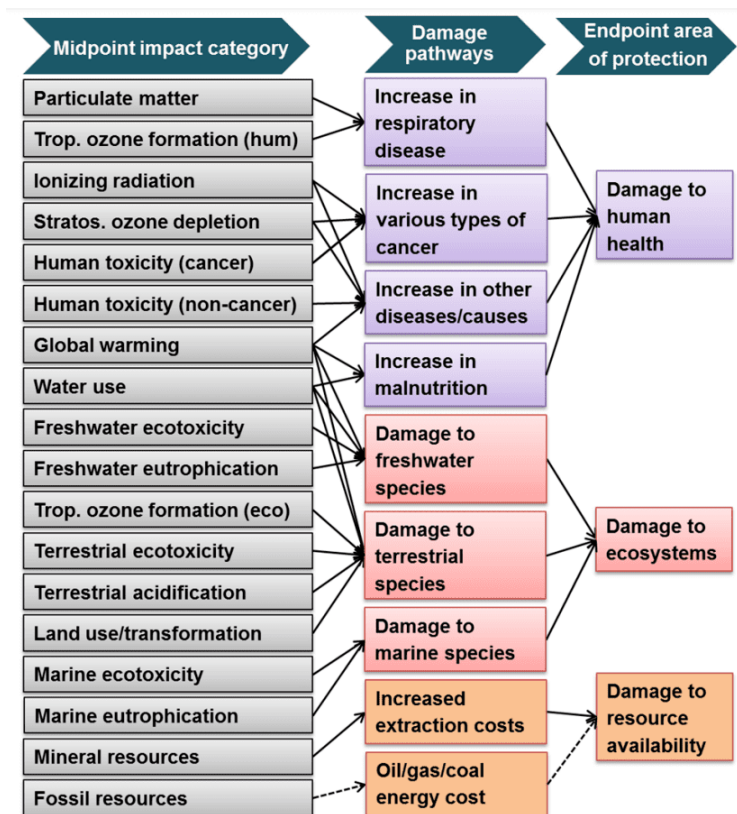 Midpoint impact category
Damage
pathways
Endpoint area
of protection
Particulate matter
Trop. ozone formation (hum)
Ionizing radiation
Stratos. ozone depletion
Human toxicity (cancer)
Human toxicity (non-cancer)
Global warming
Water use
Freshwater ecotoxicity
Freshwater eutrophication
Trop. ozone formation (eco)
Terrestrial ecotoxicity
Terrestrial acidification
Land use/transformation
Marine ecotoxicity
Marine eutrophication
Mineral resources
Fossil resources
Increase in
respiratory
disease
Increase in
various types of
cancer
Increase in other
diseases/causes
Increase in
malnutrition
Damage to
freshwater
species
Damage to
terrestrial
species
Damage to
marine species
Increased
extraction costs
Oil/gas/coal
energy cost
Damage to
human
health
Damage to
ecosystems
Damage to
resource
availability